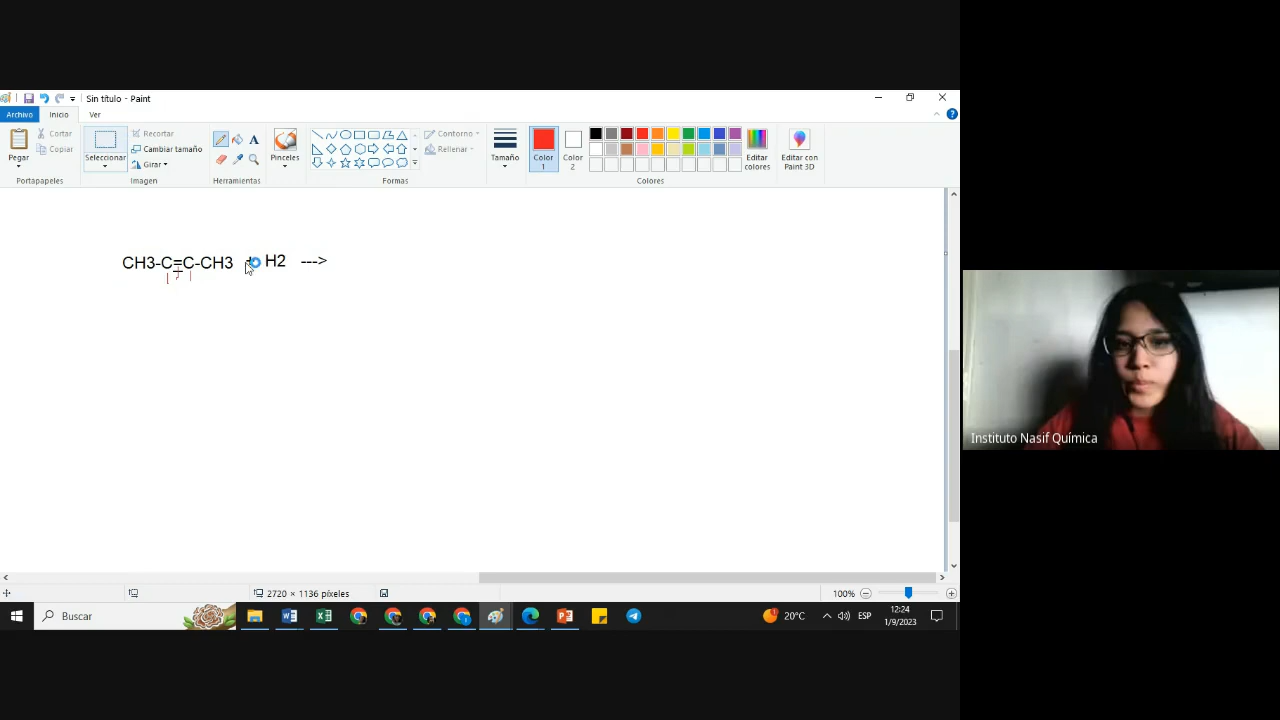 Sin título - Paint
Archivo Inicio Ver
Pegar
Cortar
Copiar
Portapapeles
Seleccionar
Recortar
Cambiar tamaño
Girar
Imagen
A
Herramientas
Pinceles
Contorno
Rellenar
Formas
Tamaño
Color 1
Color 2
Editar colores
Editar con Paint 3D
Colores
CH3-C≡C-CH3 + H2 --->
Instituto Nasif Química
2720 × 1136 píxeles
100%
Buscar
20°C
ESP
12:24
1/9/2023